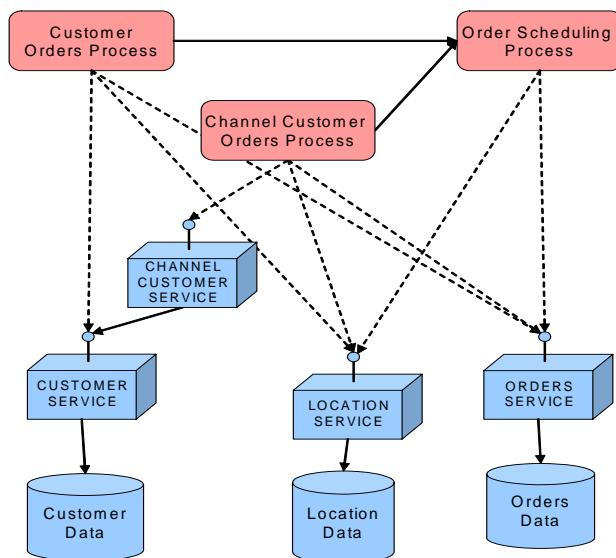 Customer
Orders Process
Order Scheduling
Process
Channel Customer
Orders Process
CHANNEL
CUSTOMER
SERVICE
CUSTOMER
SERVICE
LOCATION
SERVICE
ORDERS
SERVICE
Customer
Data
Location
Data
Orders
Data